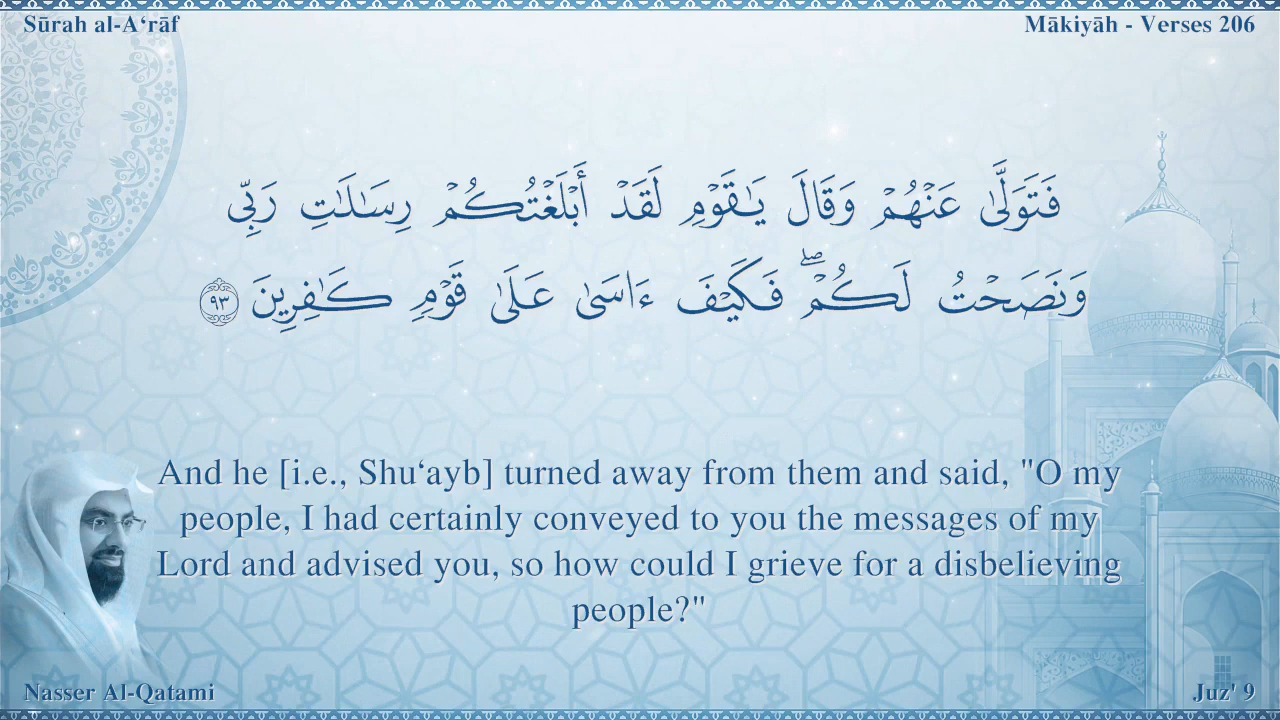 Sūrah al-A‘rāf
Mākiyāh - Verses 206
فَتَوَلَّىٰ عَنْهُمْ وَقَالَ يَـٰقَوْمِ لَقَدْ أَبْلَغْتُكُمْ رِسَـٰلَـٰتِ رَبِّى
وَنَصَحْتُ لَكُمْ ۖ فَكَيْفَ ءَاسَىٰ عَلَىٰ قَوْمٍ كَـٰفِرِينَ ٩٣
And he [i.e., Shu‘ayb] turned away from them and said, "O my
people, I had certainly conveyed to you the messages of my
Lord and advised you, so how could I grieve for a disbelieving
people?"
Nasser Al-Qatami
Juz' 9